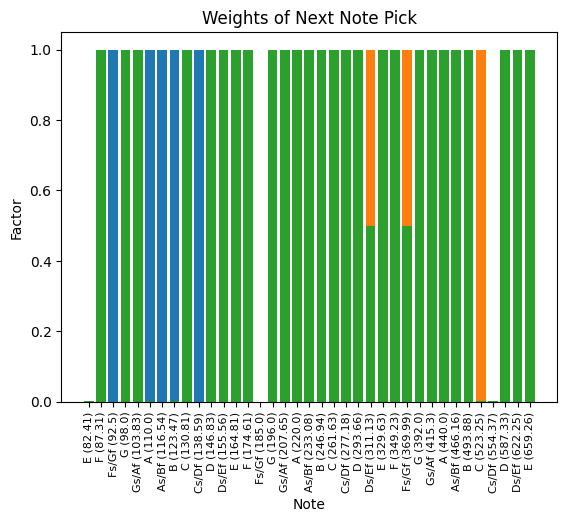 Weights of Next Note Pick
Factor
1.0
0.8
0.6
0.4
0.2
0.0
E (82.41)
F (87.31)
Fs/Gf (92.5)
G (98.0)
Gs/Af (103.83)
A (110.0)
As/Bf (116.54)
B (123.47)
C (130.81)
Cs/Df (138.59)
D (146.83)
Ds/Ef (155.56)
E (164.81)
F (174.61)
Fs/Gf (185.0)
G (196.0)
Gs/Af (207.65)
A (220.0)
As/Bf (233.08)
B (246.94)
C (261.63)
Cs/Df (277.18)
D (293.66)
Ds/Ef (311.13)
E (329.63)
F (349.23)
Fs/Gf (369.99)
G (392.0)
Gs/Af (415.3)
A (440.0)
As/Bf (466.16)
B (493.88)
C (523.25)
Cs/Df (554.37)
D (587.33)
Ds/Ef (622.25)
E (659.26)
Note